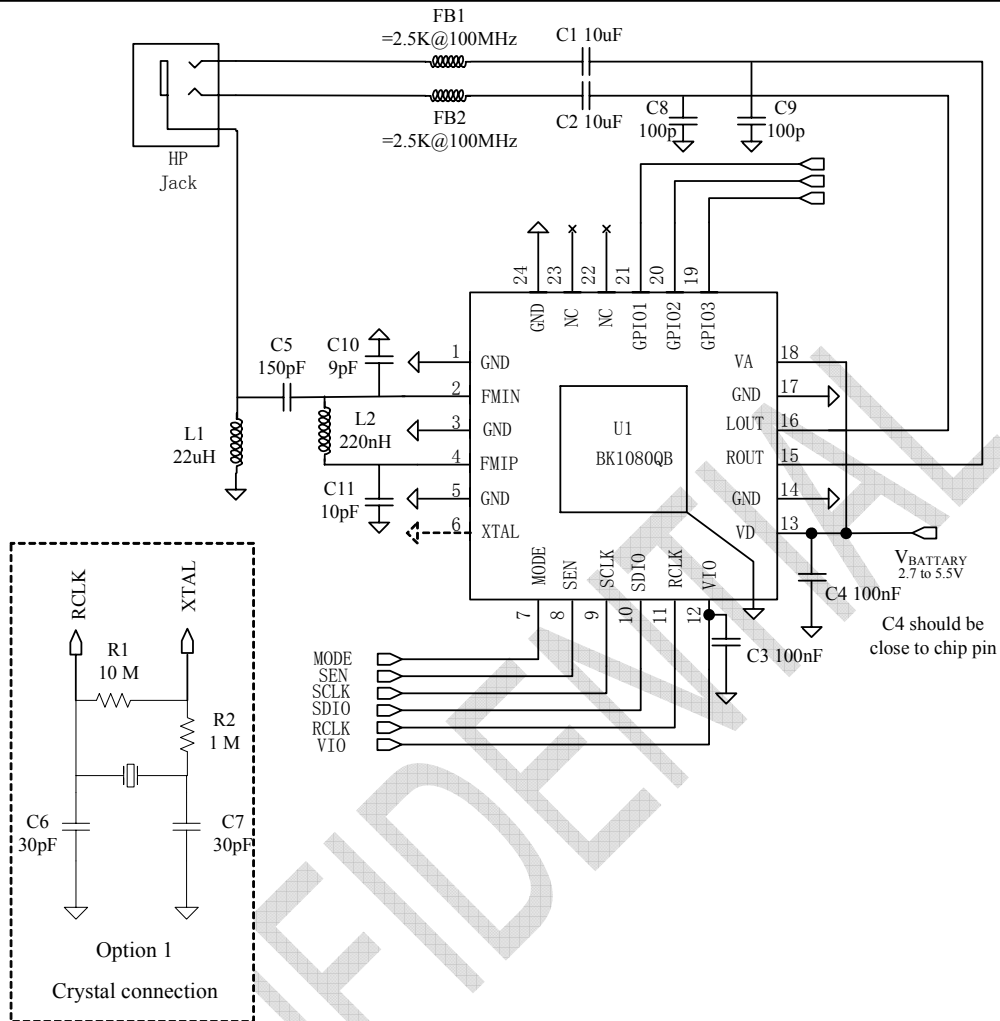 FB1
=2.5K@100MHz
C1 10uF
FB2
=2.5K@100MHz
C2 10uF
C8
100p
C9
100p
HP
Jack
24
23
22
21
20
19
GND
NC
NC
GPIO1
GPIO2
GPIO3
C5
150pF
C10
9pF
L1
22uH
L2
220nH
C11
10pF
1 GND
2 FMIN
3 GND
4 FMIP
5 GND
6 XTAL
U1
BK1080QB
VA 18
GND 17
LOUT 16
ROUT 15
GND 14
VD 13
MODE
SEN
SCLK
SDIO
RCLK
VIO
7
8
9
10
11
12
VBATTARY
2.7 to 5.5V
C4 100nF
C4 should be
close to chip pin
C3 100nF
MODE
SEN
SCLK
SDIO
RCLK
VIO
RCLK
XTAL
R1
10 M
R2
1 M
C6
30pF
C7
30pF
Option 1
Crystal connection
FIDENTIAL